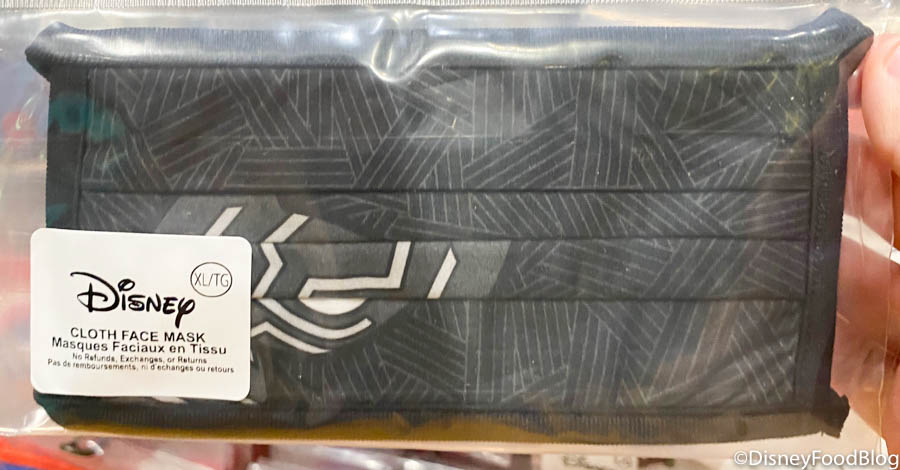 XL/TG
Disney
CLOTH FACE MASK
Masques Faciaux en Tissu
No Refunds, Exchanges, or Returns
Pas de remboursements, ni d'echanges ou retours
©DisneyFoodBlog